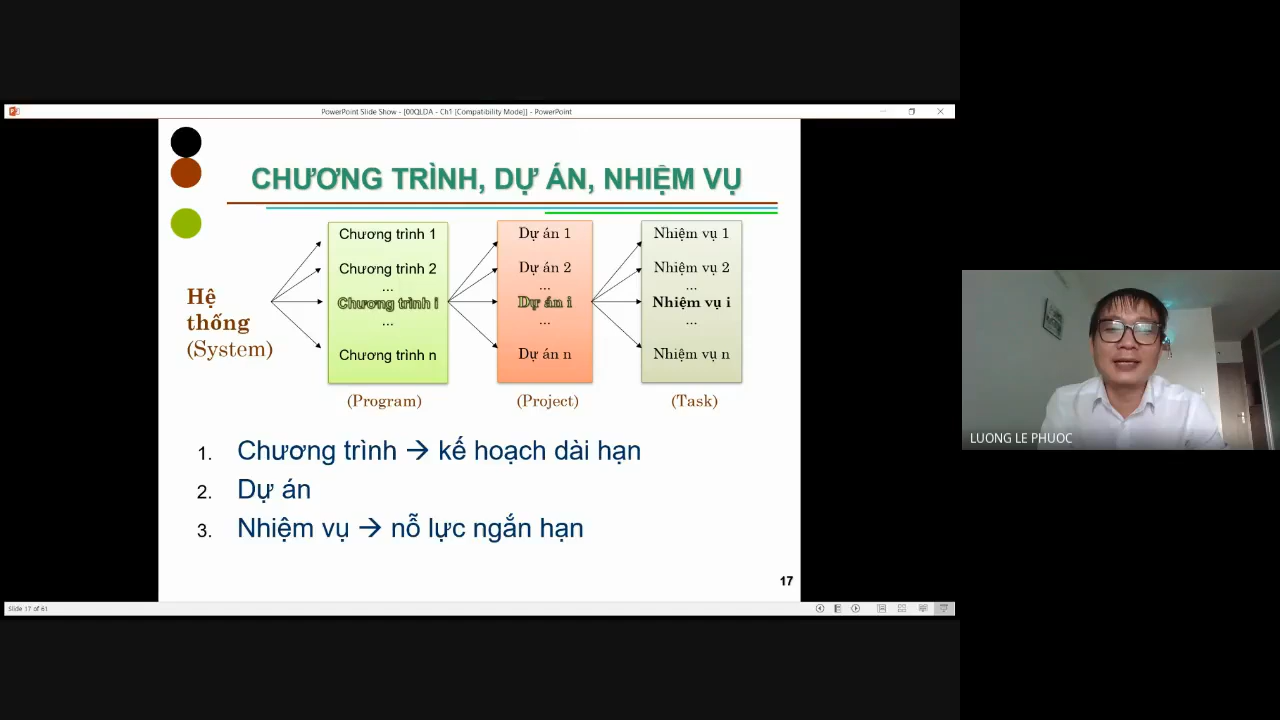 PowerPoint Slide Show - [00QLDA - Ch1 [Compatibility Mode]] - PowerPoint
CHƯƠNG TRÌNH, DỰ ÁN, NHIỆM VỤ
Hệ
thống
(System)
Chương trình 1
Chương trình 2
...
Chương trình i
...
Chương trình n
(Program)
Dự án 1
Dự án 2
...
Dự án i
...
Dự án n
(Project)
Nhiệm vụ 1
Nhiệm vụ 2
...
Nhiệm vụ i
...
Nhiệm vụ n
(Task)
1. Chương trình → kế hoạch dài hạn
2. Dự án
3. Nhiệm vụ → nỗ lực ngắn hạn
17
Slide 17 of 61
LUONG LE PHUOC